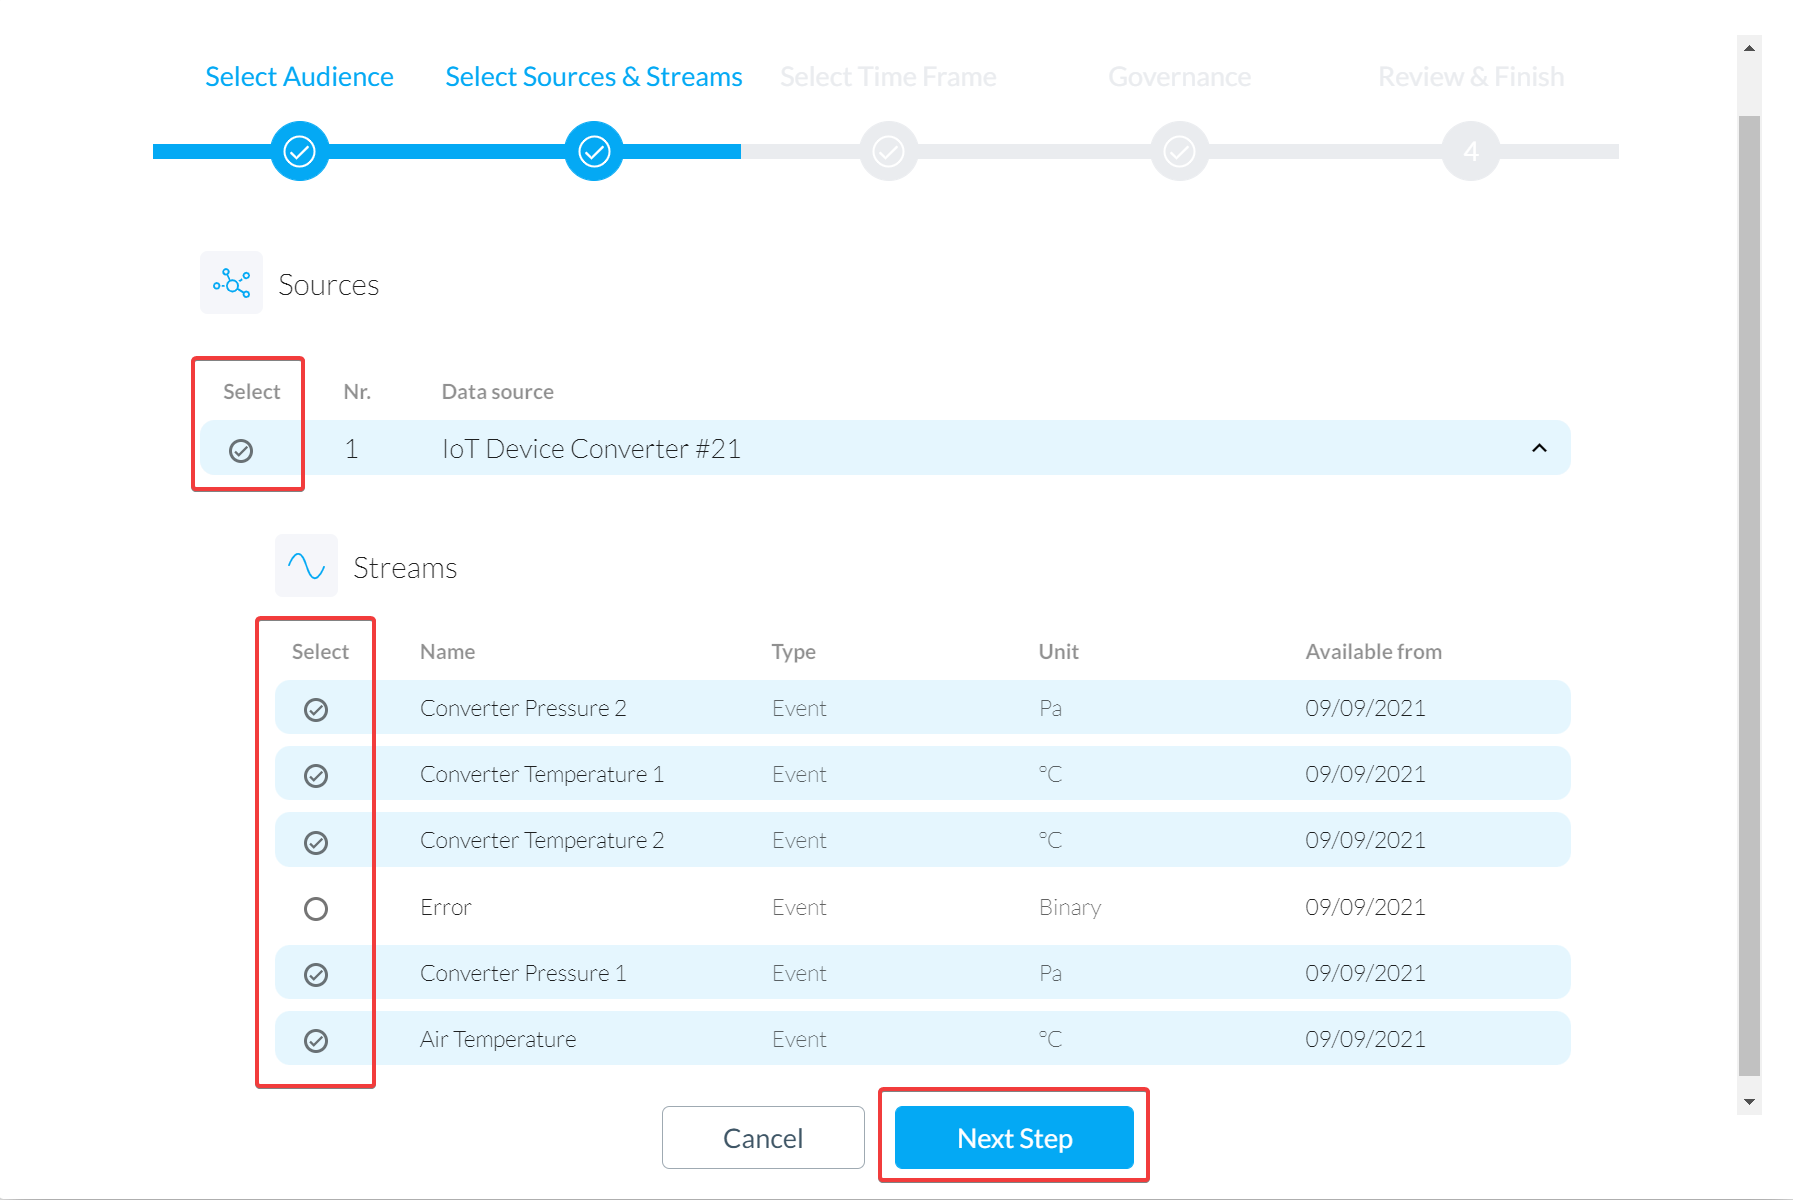 Select Audience Select Sources & Streams Select Time Frame Governance Review & Finish
4
Sources
Select Nr. Data source
1 IoT Device Converter #21
Streams
Select Name Type Unit Available from
Converter Pressure 2 Event Pa 09/09/2021
Converter Temperature 1 Event °C 09/09/2021
Converter Temperature 2 Event °C 09/09/2021
Error Event Binary 09/09/2021
Converter Pressure 1 Event Pa 09/09/2021
Air Temperature Event °C 09/09/2021
Cancel Next Step